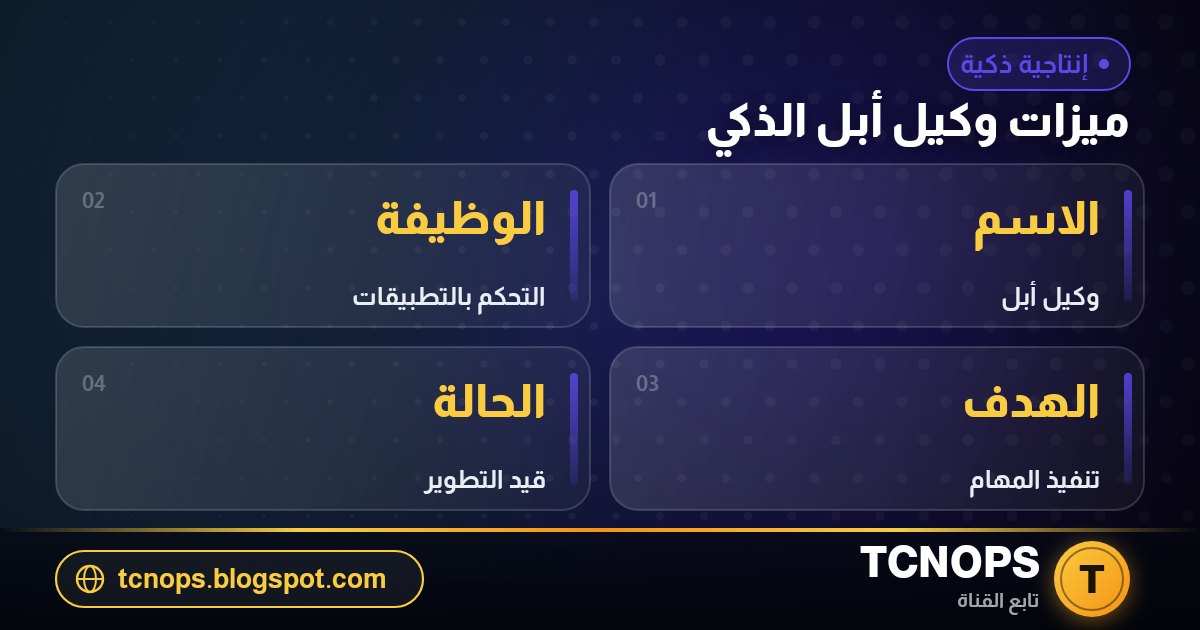 إنتاجية ذكية
ميزات وكيل أبل الذكي
01
الاسم
وكيل أبل
02
الوظيفة
التحكم بالتطبيقات
03
الهدف
تنفيذ المهام
04
الحالة
قيد التطوير
T
TCNOPS
تابع القناة
tcnops.blogspot.com